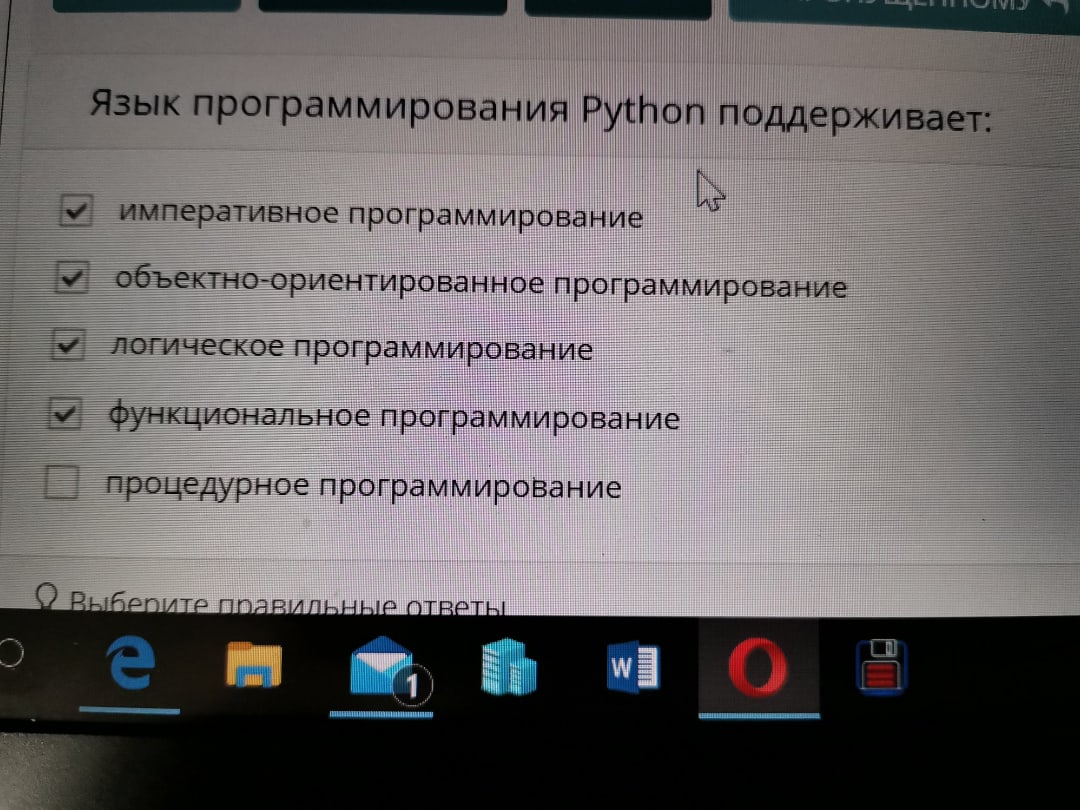 Язык программирования Python поддерживает:
императивное программирование
объектно-ориентированное программирование
логическое программирование
функциональное программирование
процедурное программирование
Выберите правильные ответы
1
W